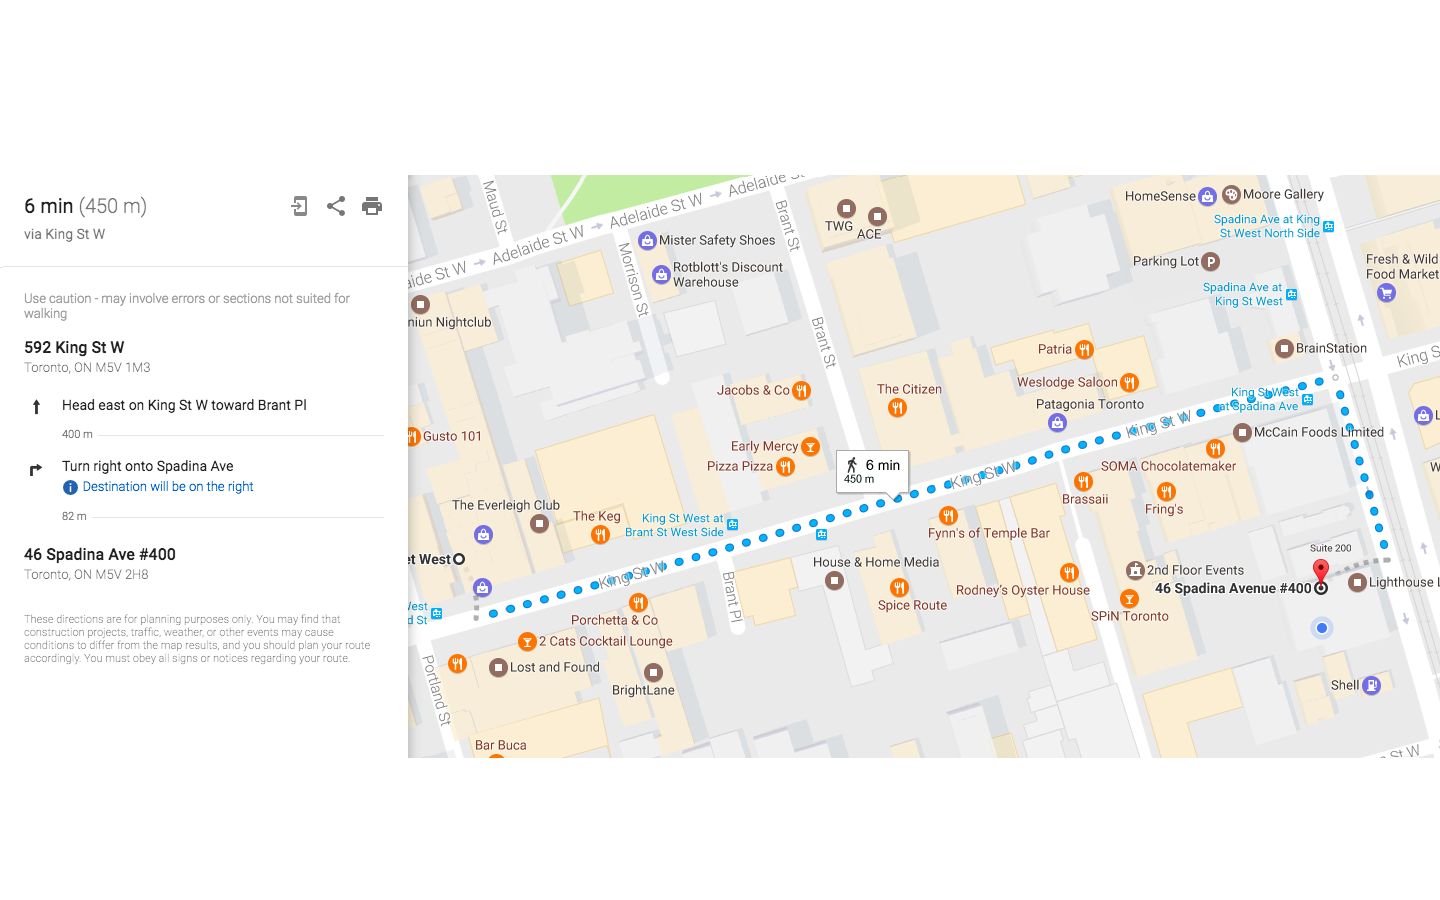 6 min (450 m)
via King St W
Use caution - may involve errors or sections not suited for
walking
592 King St W
Toronto, ON M5V 1M3
Head east on King St W toward Brant Pl
400 m
Turn right onto Spadina Ave
Destination will be on the right
82 m
46 Spadina Ave #400
Toronto, ON M5V 2H8
These directions are for planning purposes only. You may find that
construction projects, traffic, weather, or other events may cause
conditions to differ from the map results, and you should plan your route
accordingly. You must obey all signs or notices regarding your route.
Maud St
Adelaide St W
Adelaide St W
Adelaide St W
aide St W
Morrison St
Brant St
Brant St
TWG
ACE
HomeSense
Moore Gallery
Spadina Ave at King
St West North Side
Mister Safety Shoes
Rotblott's Discount
Warehouse
Parking Lot
P
Fresh & Wild
Food Market
Spadina Ave at
King St West
niun Nightclub
Patria
BrainStation
King S
Jacobs & Co
The Citizen
Weslodge Saloon
Patagonia Toronto
King St West
at Spadina Ave
L
King St W
McCain Foods Limited
Gusto 101
Early Mercy
Pizza Pizza
6 min
450 m
King St W
SOMA Chocolatemaker
W
Brassaii
Fring's
The Everleigh Club
The Keg
King St West at
Brant St West Side
Fynn's of Temple Bar
Suite 200
et West
House & Home Media
2nd Floor Events
King St W
46 Spadina Avenue #400
Lighthouse L
Brant Pl
Rodney's Oyster House
Spice Route
West
d St
Porchetta & Co
SPiN Toronto
2 Cats Cocktail Lounge
Lost and Found
BrightLane
Portland St
Shell
Bar Buca
St W